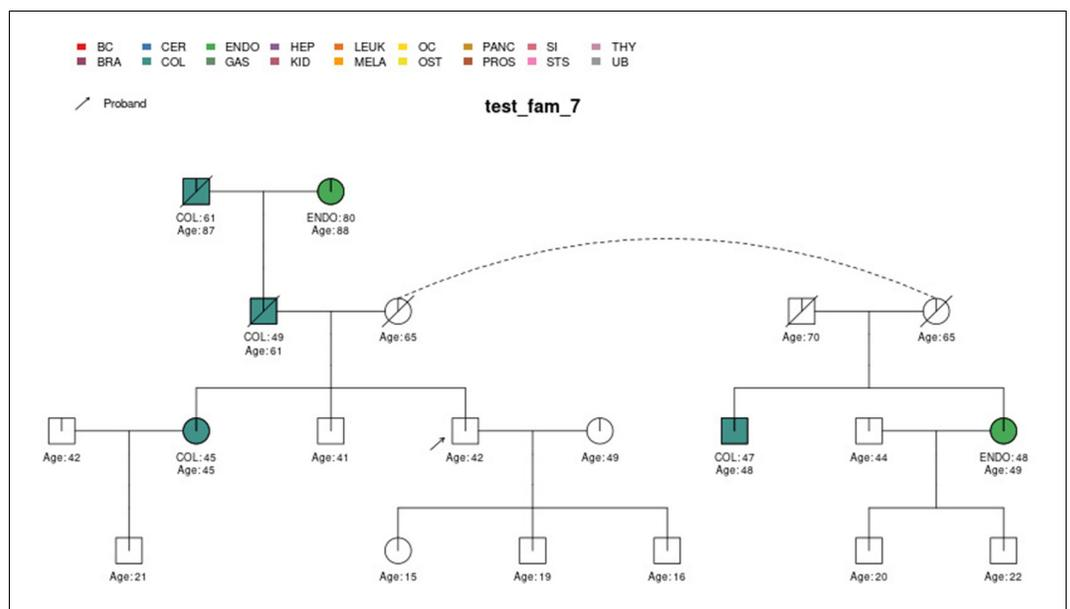 BC CER ENDO HEP LEUK OC PANC SI THY
BRA COL GAS KID MELA OST PROS STS UB
Proband
test_fam_7
COL:61 ENDO:80
Age:87 Age:88
COL:49 Age:65 Age:70 Age:65
Age:61
Age:42 COL:45 Age:41 Age:42 Age:49 COL:47 Age:44 ENDO:48
Age:45 Age:48 Age:49
Age:21 Age:15 Age:19 Age:16 Age:20 Age:22